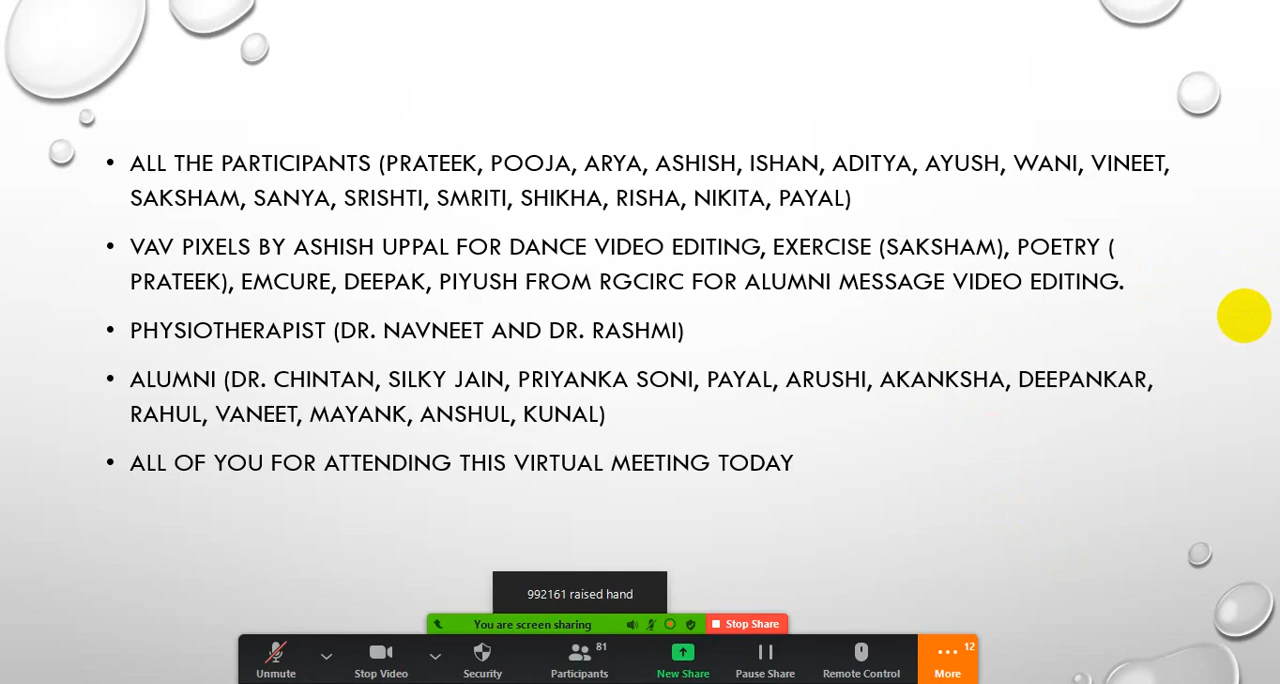 • ALL THE PARTICIPANTS (PRATEEK, POOJA, ARYA, ASHISH, ISHAN, ADITYA, AYUSH, WANI, VINEET,
SAKSHAM, SANYA, SRISHTI, SMRITI, SHIKHA, RISHA, NIKITA, PAYAL)
• VAV PIXELS BY ASHISH UPPAL FOR DANCE VIDEO EDITING, EXERCISE (SAKSHAM), POETRY (
PRATEEK), EMCURE, DEEPAK, PIYUSH FROM RGCIRC FOR ALUMNI MESSAGE VIDEO EDITING.
• PHYSIOTHERAPIST (DR. NAVNEET AND DR. RASHMI)
• ALUMNI (DR. CHINTAN, SILKY JAIN, PRIYANKA SONI, PAYAL, ARUSHI, AKANKSHA, DEEPANKAR,
RAHUL, VANEET, MAYANK, ANSHUL, KUNAL)
• ALL OF YOU FOR ATTENDING THIS VIRTUAL MEETING TODAY
992161 raised hand
You are screen sharing Stop Share
81 12
Unmute Stop Video Security Participants New Share Pause Share Remote Control More